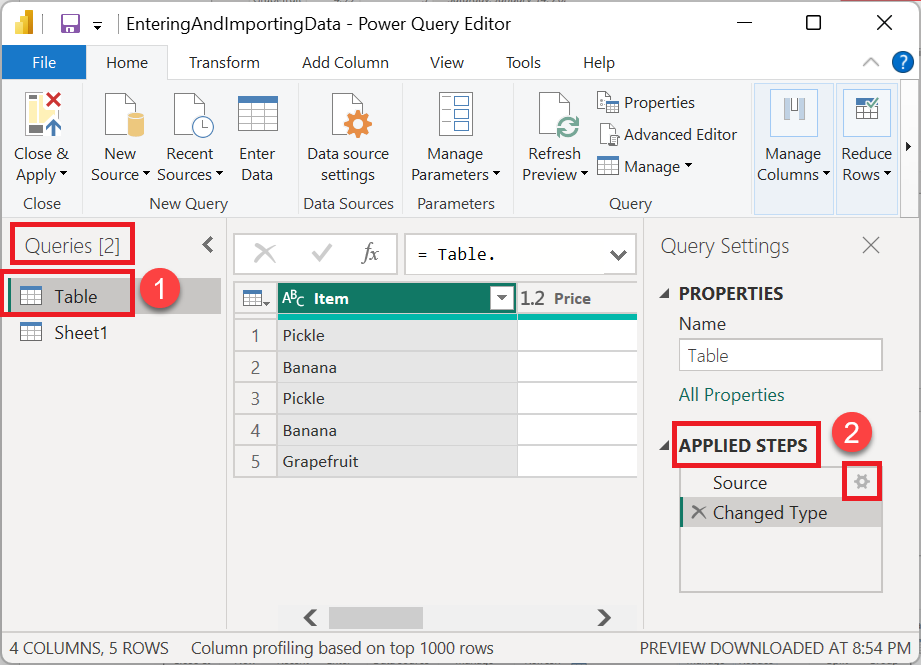 EnteringAndImportingData - Power Query Editor
File Home Transform Add Column View Tools Help
Close & Apply
New Source
Recent Sources
Enter Data
Data source settings
Manage Parameters
Refresh Preview
Properties
Advanced Editor
Manage
Manage Columns
Reduce Rows
Close New Query Data Sources Parameters Query
Queries [2]
1
Table
Sheet1
fx = Table.
ABC Item 1.2 Price
1 Pickle
2 Banana
3 Pickle
4 Banana
5 Grapefruit
Query Settings
PROPERTIES
Name
Table
All Properties
APPLIED STEPS
2
Source
Changed Type
4 COLUMNS, 5 ROWS Column profiling based on top 1000 rows PREVIEW DOWNLOADED AT 8:54 PM